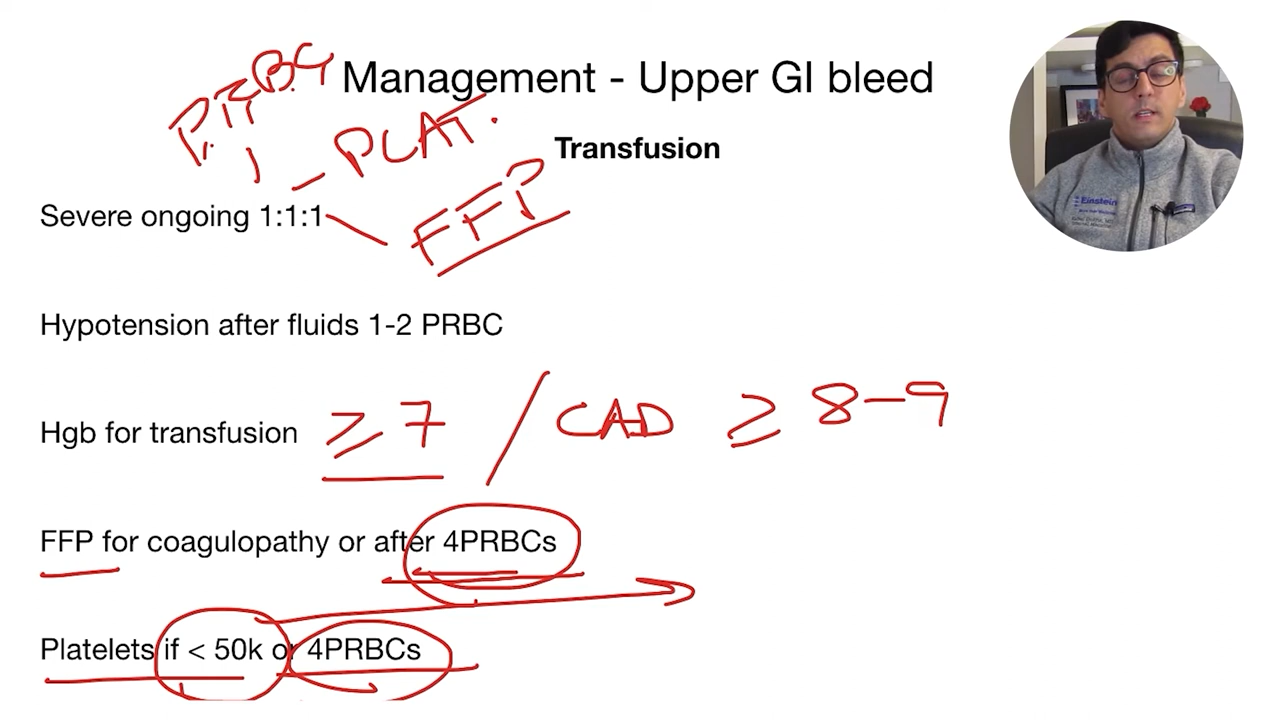 Management - Upper GI bleed
PRBC
1 - PLAT.
Transfusion
Severe ongoing 1:1:1
FFP
Hypotension after fluids 1-2 PRBC
Hgb for transfusion ≥ 7 / CAD ≥ 8-9
FFP for coagulopathy or after 4PRBCs
Platelets if < 50k or 4PRBCs
Einstein